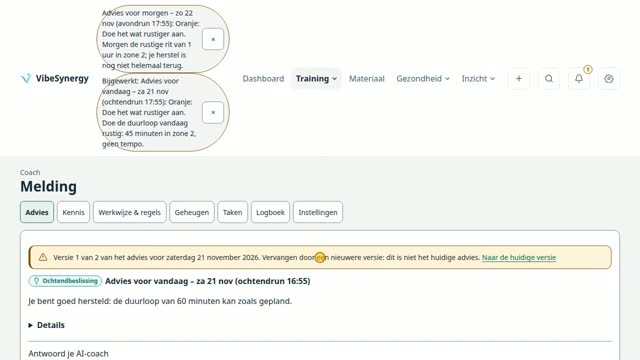 Advies voor morgen – zo 22
nov (avondrun 17:55): Oranje:
Doe het wat rustiger aan.
Morgen de rustige rit van 1
uur in zone 2; je herstel is
nog niet helemaal terug.
×
Bijgewerkt: Advies voor
vandaag – za 21 nov
(ochtendrun 17:55): Oranje:
Doe het wat rustiger aan.
Doe de duurloop vandaag
rustig: 45 minuten in zone 2,
geen tempo.
×
VibeSynergy
Dashboard Training Materiaal Gezondheid Inzicht
1
Coach
Melding
Advies Kennis Werkwijze & regels Geheugen Taken Logboek Instellingen
Versie 1 van 2 van het advies voor zaterdag 21 november 2026. Vervangen door nieuwere versie: dit is niet het huidige advies. Naar de huidige versie
Ochtendbeslissing Advies voor vandaag – za 21 nov (ochtendrun 16:55)
Je bent goed hersteld: de duurloop van 60 minuten kan zoals gepland.
Details
Antwoord je AI-coach